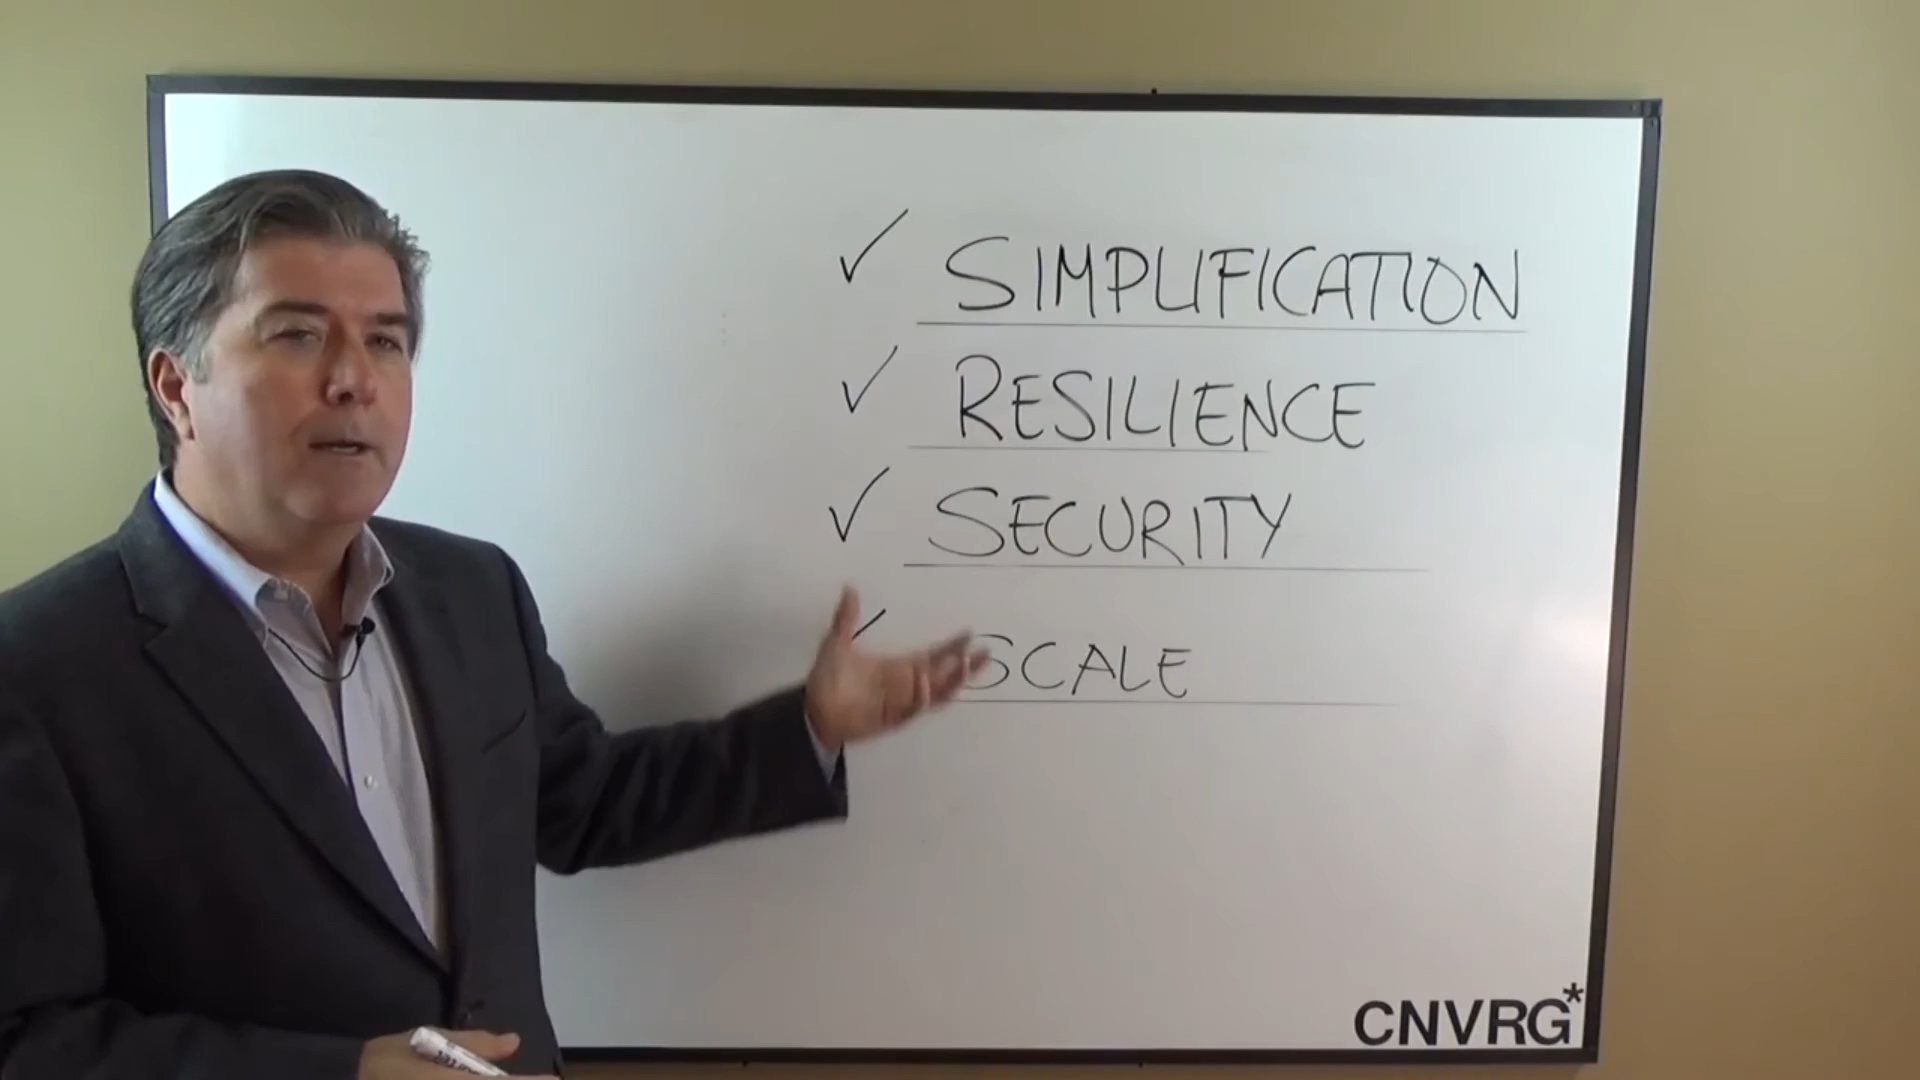 ✓ SIMPLIFICATION
✓ RESILIENCE
✓ SECURITY
✓ SCALE
CNVRG*